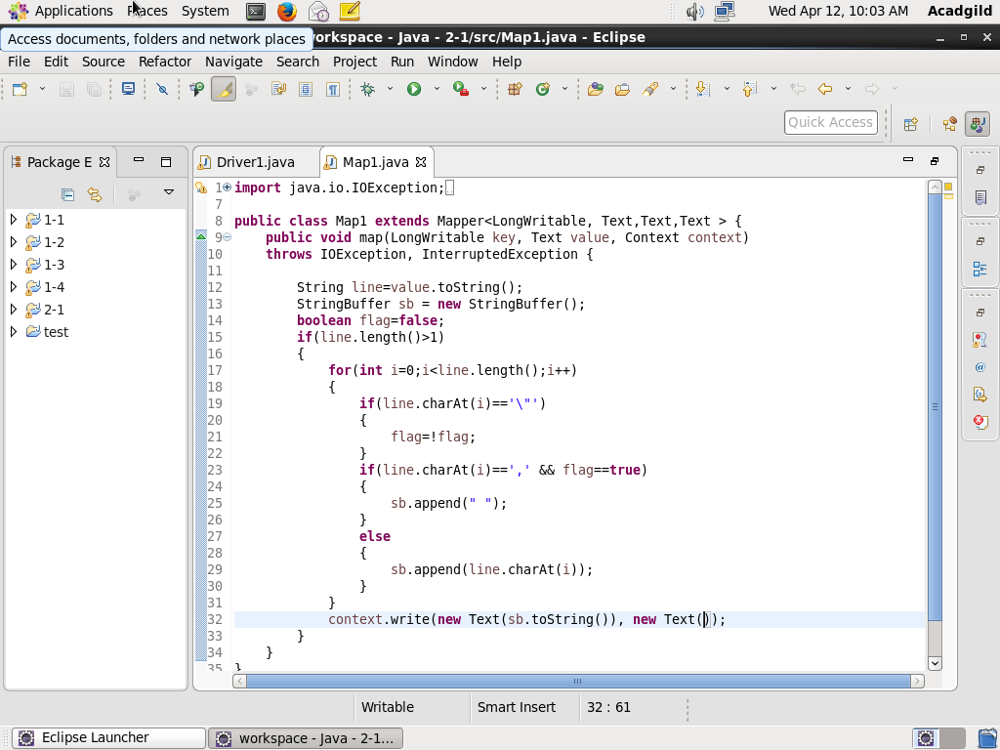 Applications Places System Wed Apr 12, 10:03 AM Acadgild
Access documents, folders and network places
workspace - Java - 2-1/src/Map1.java - Eclipse
File Edit Source Refactor Navigate Search Project Run Window Help
Quick Access
Package E
Driver1.java Map1.java
1-1
1-2
1-3
1-4
2-1
test
1 import java.io.IOException;
7
8 public class Map1 extends Mapper<LongWritable, Text,Text,Text > {
9 public void map(LongWritable key, Text value, Context context)
10 throws IOException, InterruptedException {
11
12 String line=value.toString();
13 StringBuffer sb = new StringBuffer();
14 boolean flag=false;
15 if(line.length()>1)
16 {
17 for(int i=0;i<line.length();i++)
18 {
19 if(line.charAt(i)=='\"')
20 {
21 flag=!flag;
22 }
23 if(line.charAt(i)==',' && flag==true)
24 {
25 sb.append(" ");
26 }
27 else
28 {
29 sb.append(line.charAt(i));
30 }
31 }
32 context.write(new Text(sb.toString()), new Text());
33 }
34 }
35 }
Writable Smart Insert 32 : 61
Eclipse Launcher workspace - Java - 2-1...